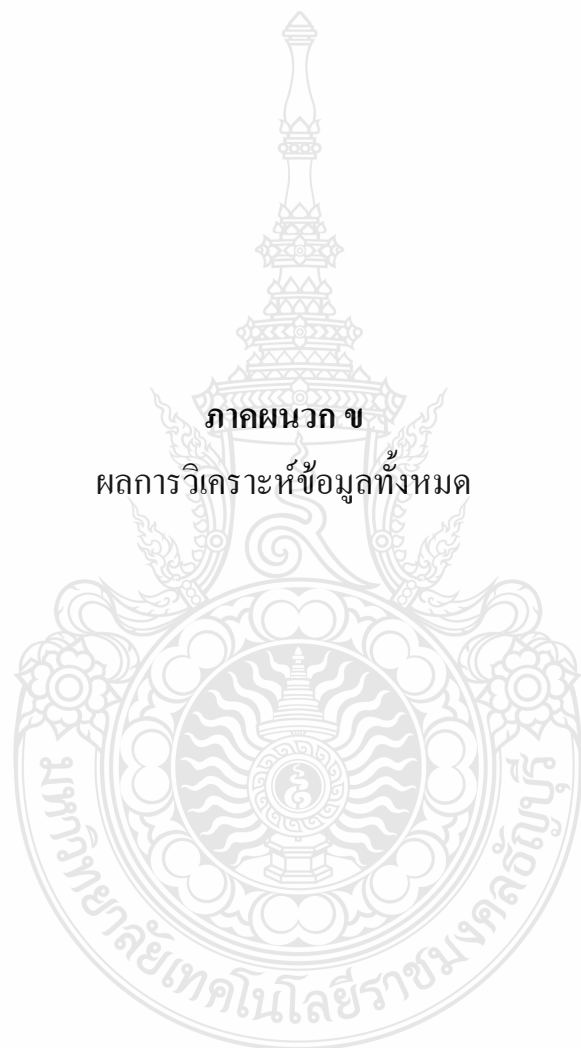 ภาคผนวก ข
ผลการวิเคราะห์ข้อมูลทั้งหมด
มหาวิทยาลัยเทคโนโลยีราชมงคลธัญบุรี